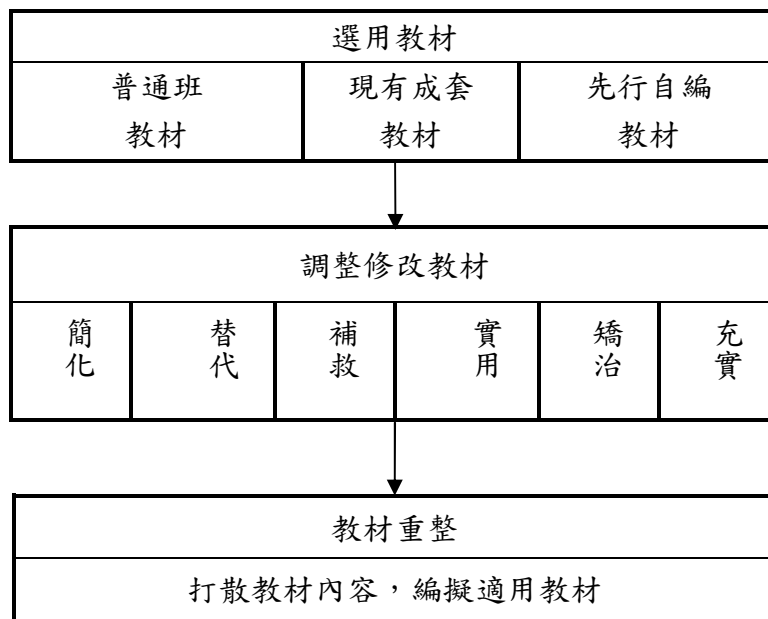 選用教材
普通班
教材
現有成套
教材
先行自編
教材
調整修改教材
簡化
替代
補救
實用
矯治
充實
教材重整
打散教材內容，編擬適用教材